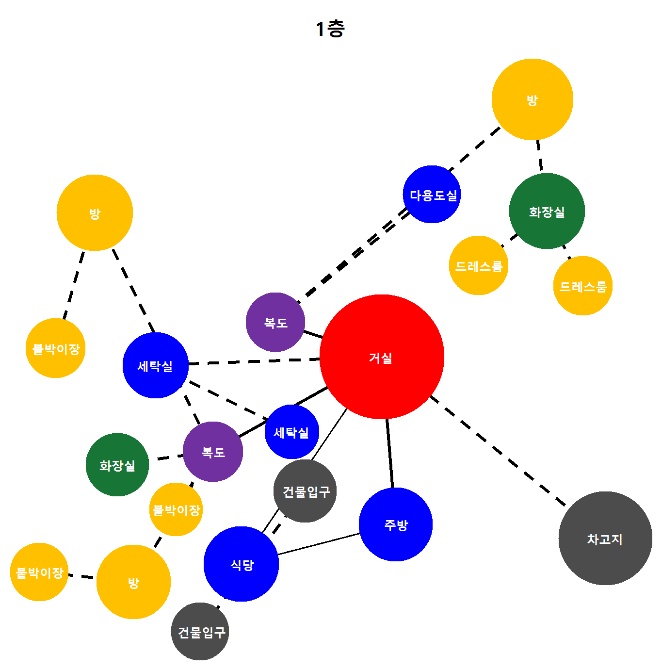 1층
방
다용도실
방
화장실
드레스룸
드레스룸
복도
붙박이장
세탁실
거실
세탁실
복도
화장실
건물입구
붙박이장
주방
차고지
식당
붙박이장
방
건물입구